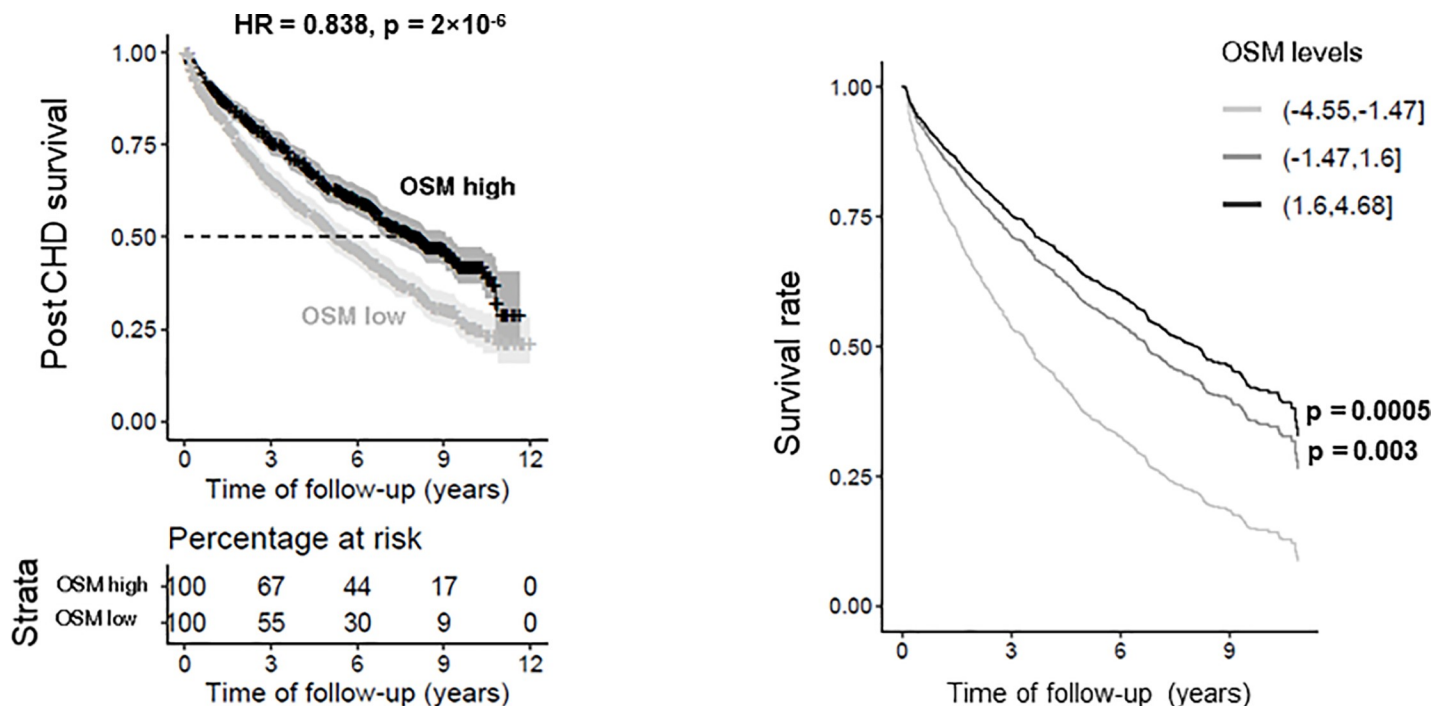 HR = 0.838, p = 2×10⁻⁶
PostCHD survival
1.00
0.75
0.50
0.25
0.00
OSM high
OSM low
0 3 6 9 12
Time of follow-up (years)
Percentage at risk
Strata
OSM high 100 67 44 17 0
OSM low 100 55 30 9 0
0 3 6 9 12
Time of follow-up (years)
OSM levels
(-4.55,-1.47]
(-1.47,1.6]
(1.6,4.68]
Survival rate
1.00
0.75
0.50
0.25
0.00
p = 0.0005
p = 0.003
0 3 6 9
Time of follow-up (years)